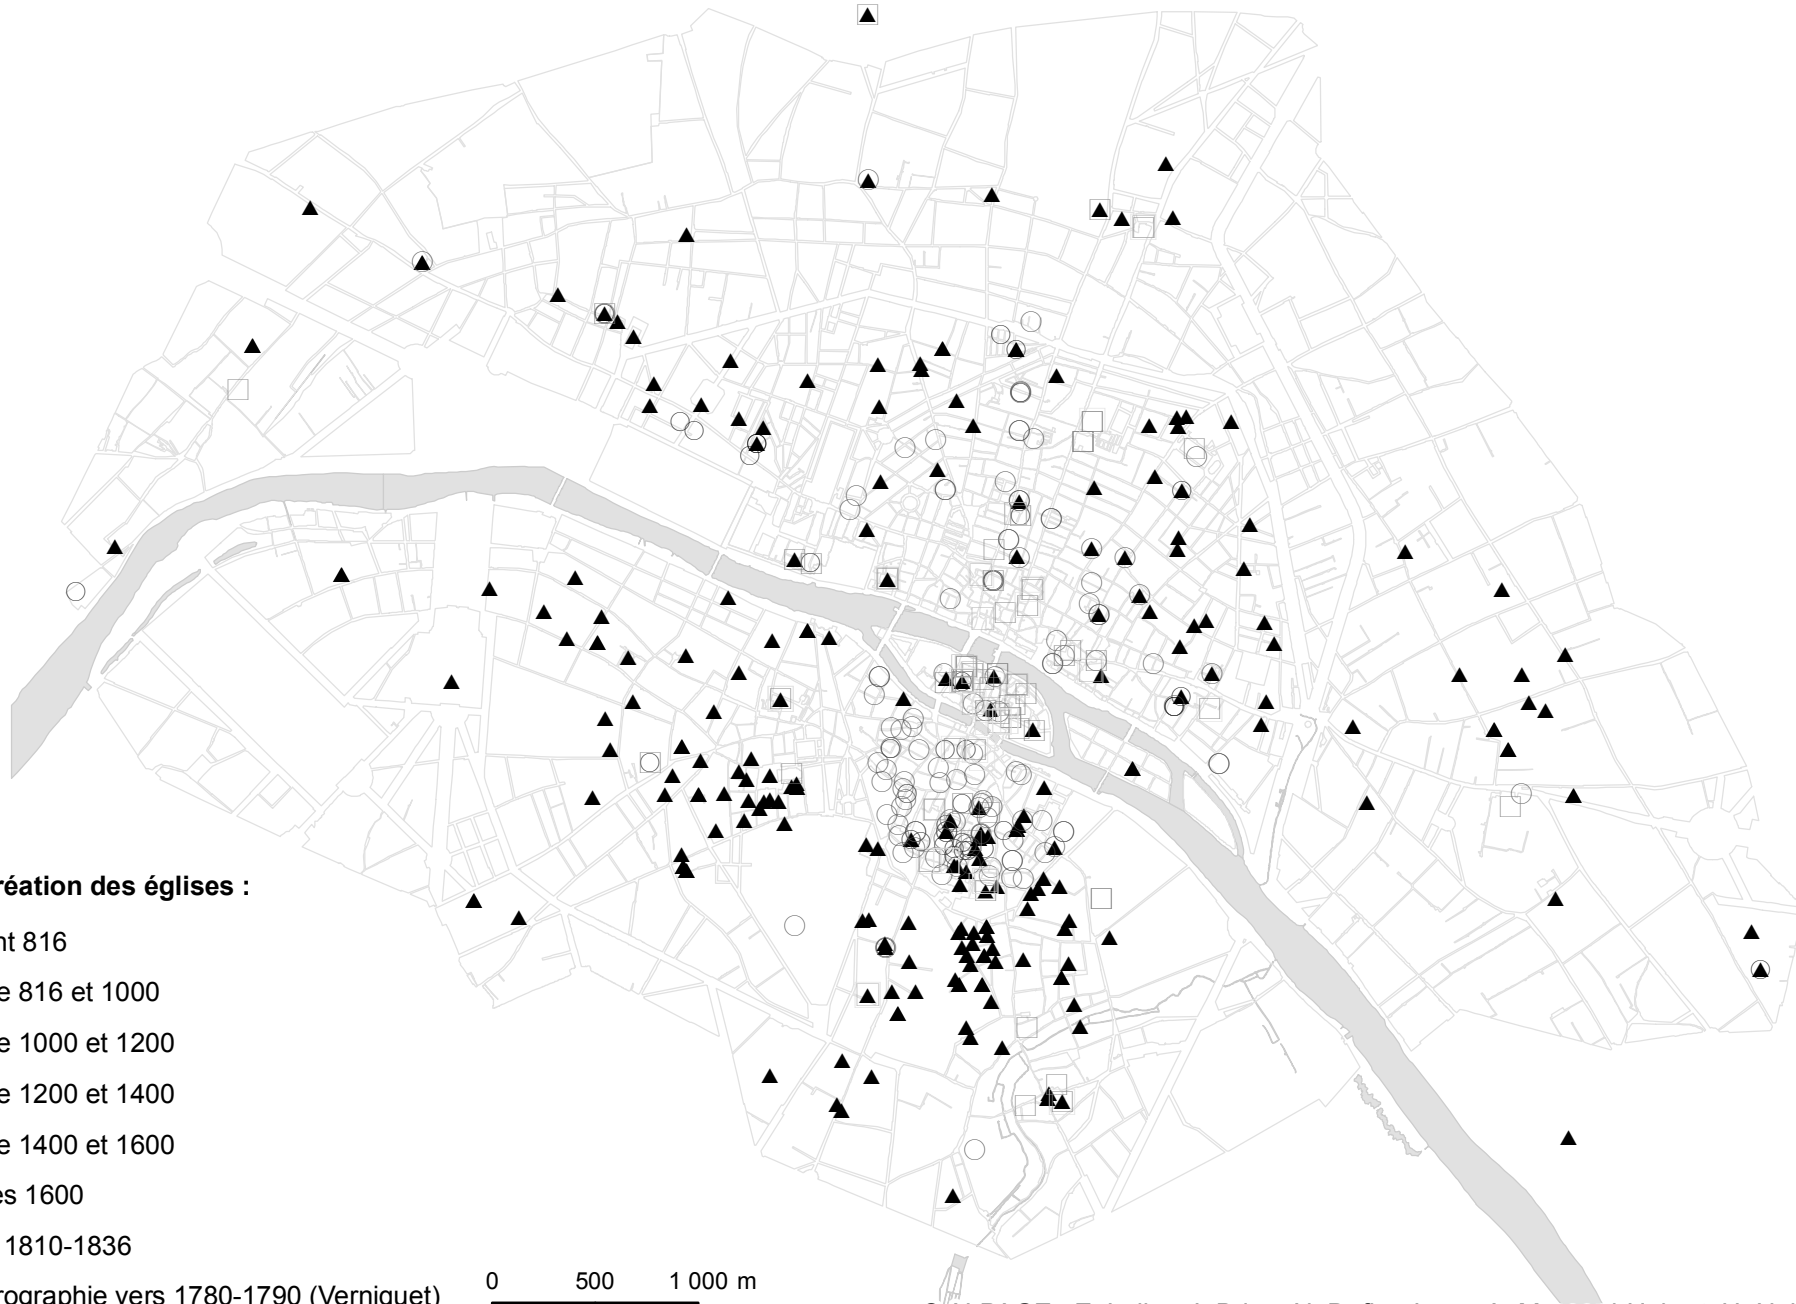 réation des églises :
nt 816
e 816 et 1000
e 1000 et 1200
e 1200 et 1400
e 1400 et 1600
es 1600
1810-1836
rographie vers 1780-1790 (Verniquet)
0 500 1 000 m